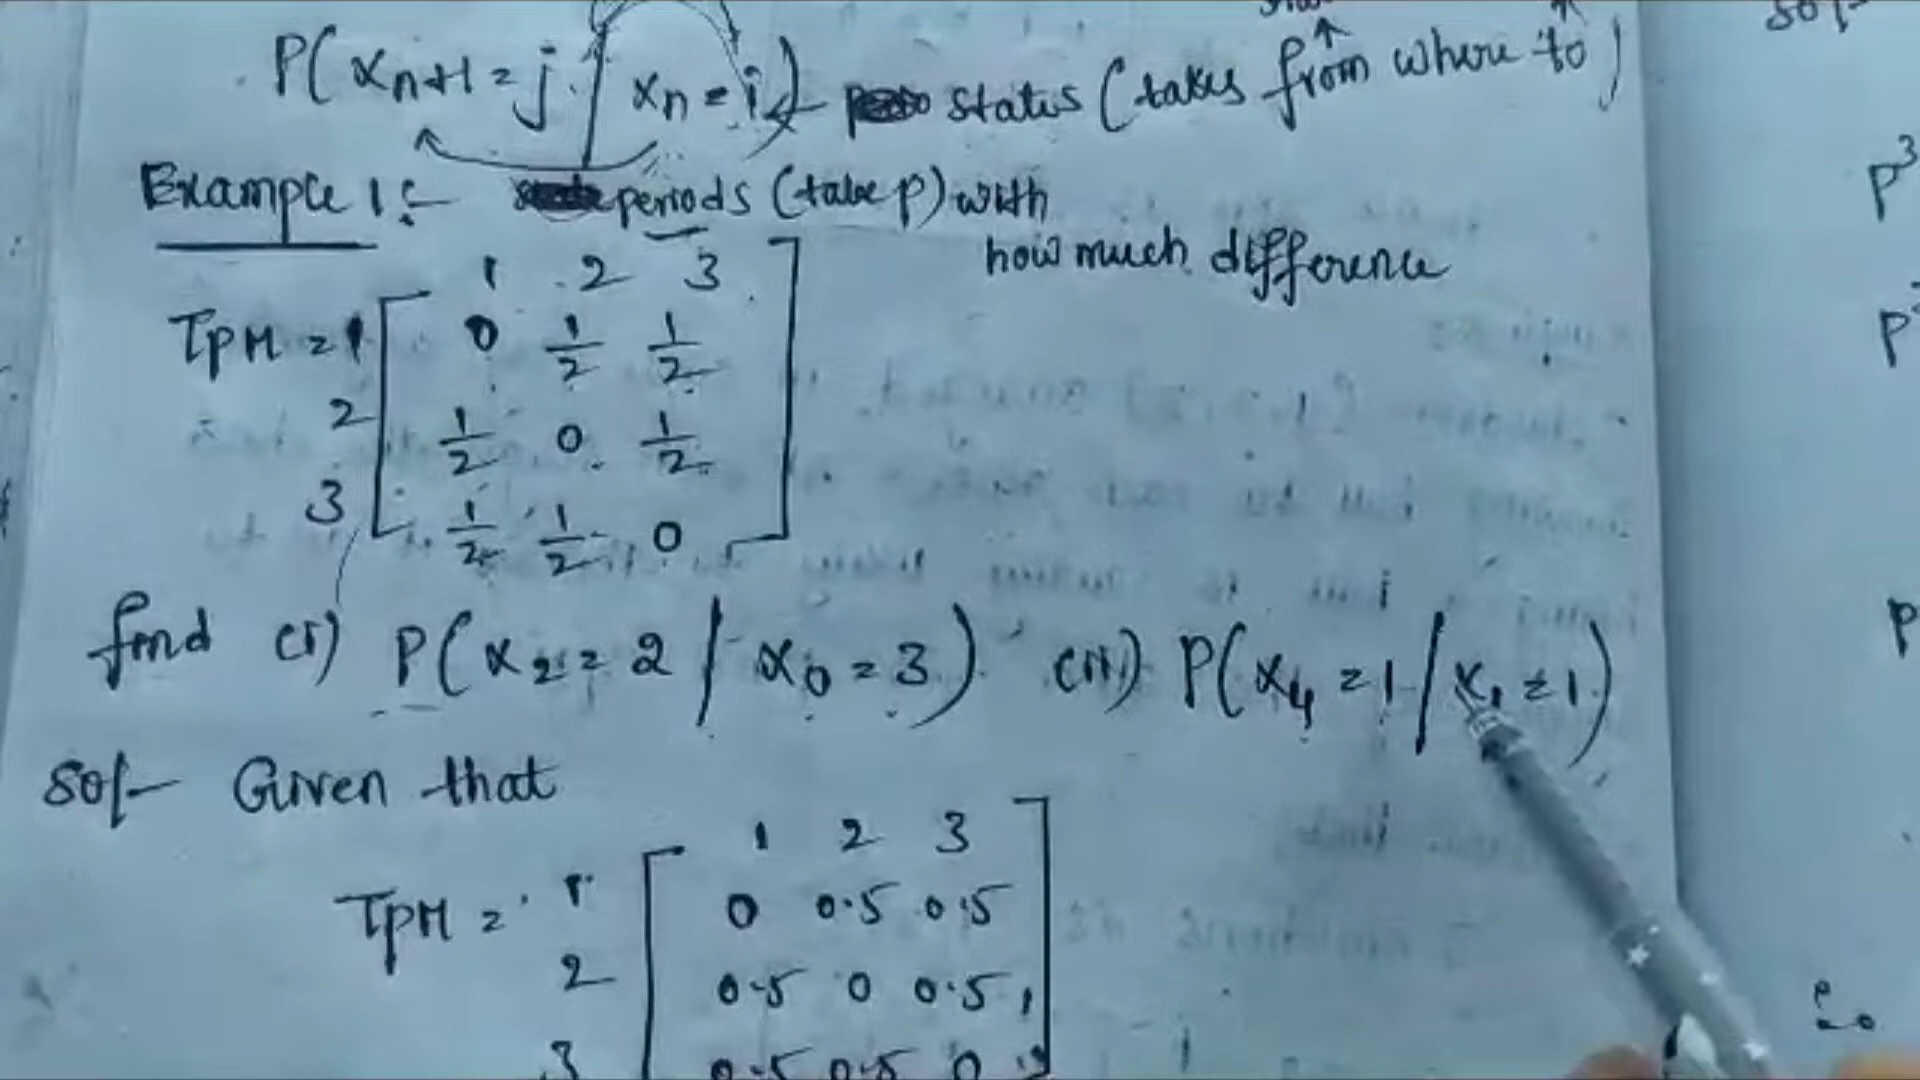 P(Xn+1 = j / Xn = i) status (takes from where to)
Example 1 :- periods (take p) with
how much difference
1 2 3
TPM = 1 0 1/2 1/2
2 1/2 0 1/2
3 1/2 1/2 0
find (i) P(X2 = 2 / X0 = 3) (ii) P(X4 = 1 / X1 = 1)
Sol- Given that
1 2 3
TPM = 1 0 0.5 0.5
2 0.5 0 0.5
3 0.5 0.5 0
Sol-
P3